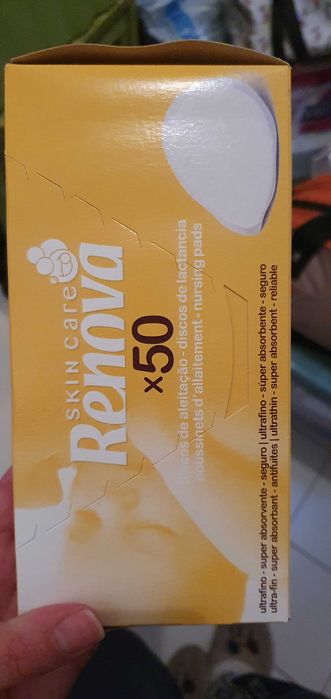 SKIN care
Renova
x50
cos de aleitação - discos de lactancia
coussinets d'allaitement - nursing pads
ultrafino - super absorvente - seguro | ultrafino - súper absorbente - seguro
ultra-fin - super absorbant - antifuites | ultrathin - super absorbent - reliable